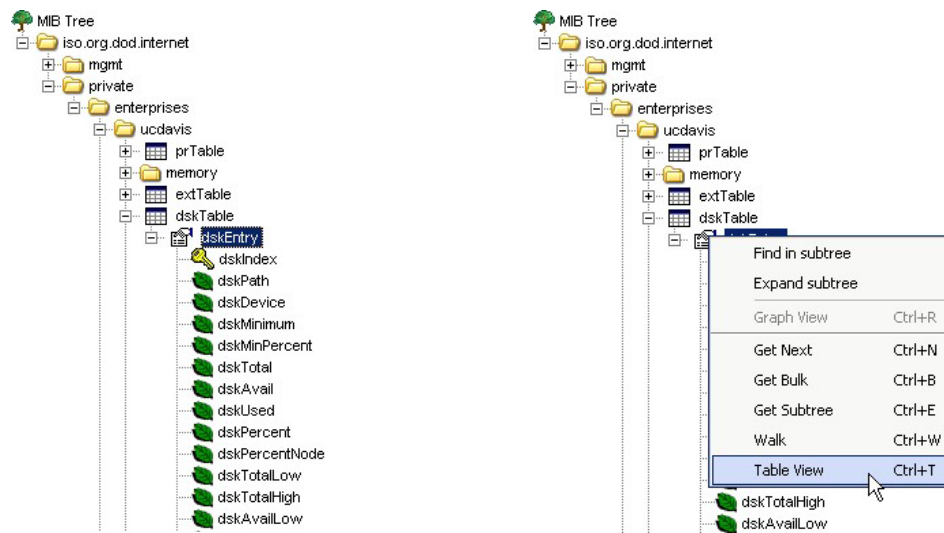 MIB Tree
iso.org.dod.internet
mgmt
private
enterprises
ucdavis
prTable
memory
extTable
dskTable
dskEntry
dskIndex
dskPath
dskDevice
dskMinimum
dskMinPercent
dskTotal
dskAvail
dskUsed
dskPercent
dskPercentNode
dskTotalLow
dskTotalHigh
dskAvailLow
MIB Tree
iso.org.dod.internet
mgmt
private
enterprises
ucdavis
prTable
memory
extTable
dskTable
Find in subtree
Expand subtree
Graph View Ctrl+R
Get Next Ctrl+N
Get Bulk Ctrl+B
Get Subtree Ctrl+E
Walk Ctrl+W
Table View Ctrl+T
dskTotalHigh
dskAvailLow